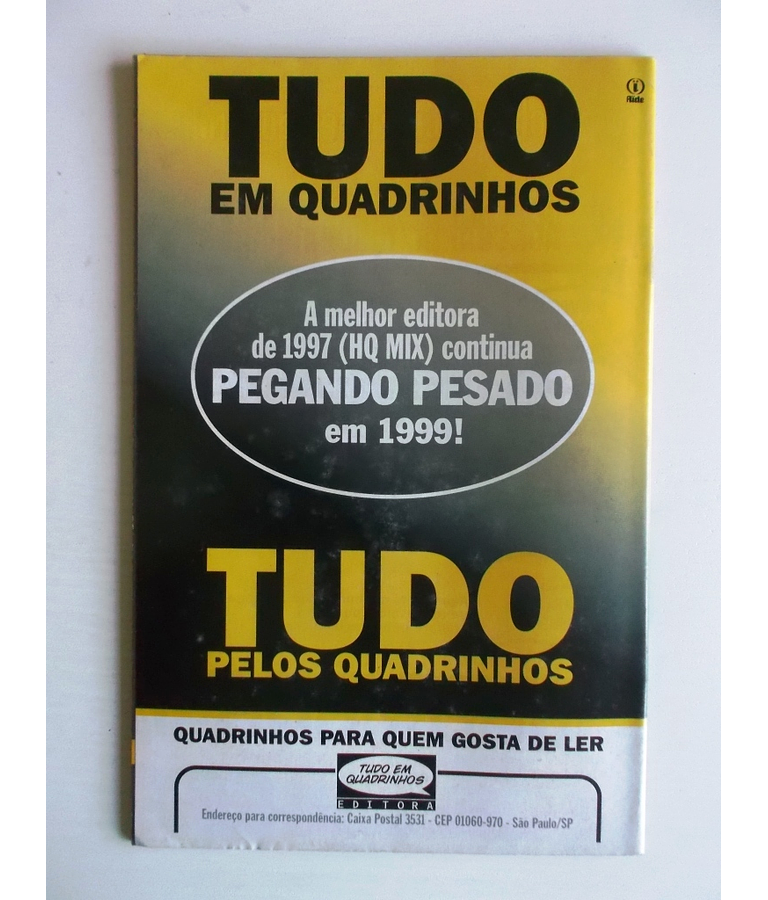 TUDO
EM QUADRINHOS
A melhor editora
de 1997 (HQ MIX) continua
PEGANDO PESADO
em 1999!
TUDO
PELOS QUADRINHOS
QUADRINHOS PARA QUEM GOSTA DE LER
TUDO EM
QUADRINHOS
EDITORA
Endereço para correspondência: Caixa Postal 3531 - CEP 01060-970 - São Paulo/SP